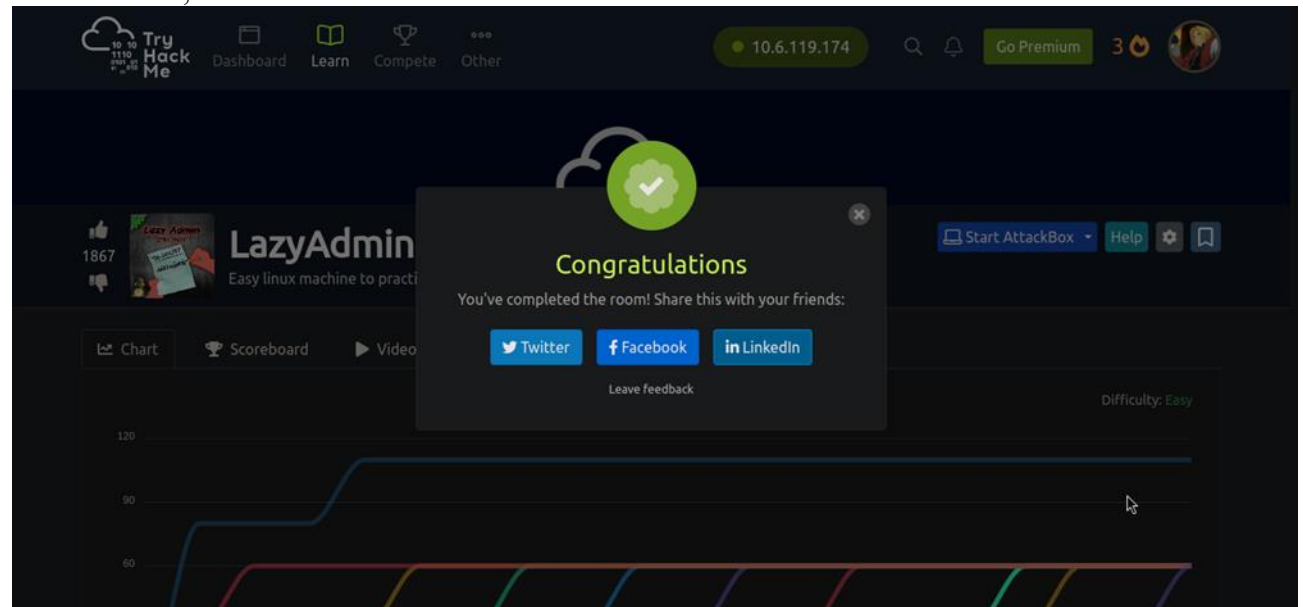 Try
Hack
Me
Dashboard
Learn
Compete
Other
10.6.119.174
Go Premium
3
1867
LazyAdmin
Easy linux machine to practi
Start AttackBox
Help
Congratulations
You've completed the room! Share this with your friends:
Twitter
Facebook
in LinkedIn
Leave feedback
Chart
Scoreboard
Video
Difficulty: Easy
120
90
60